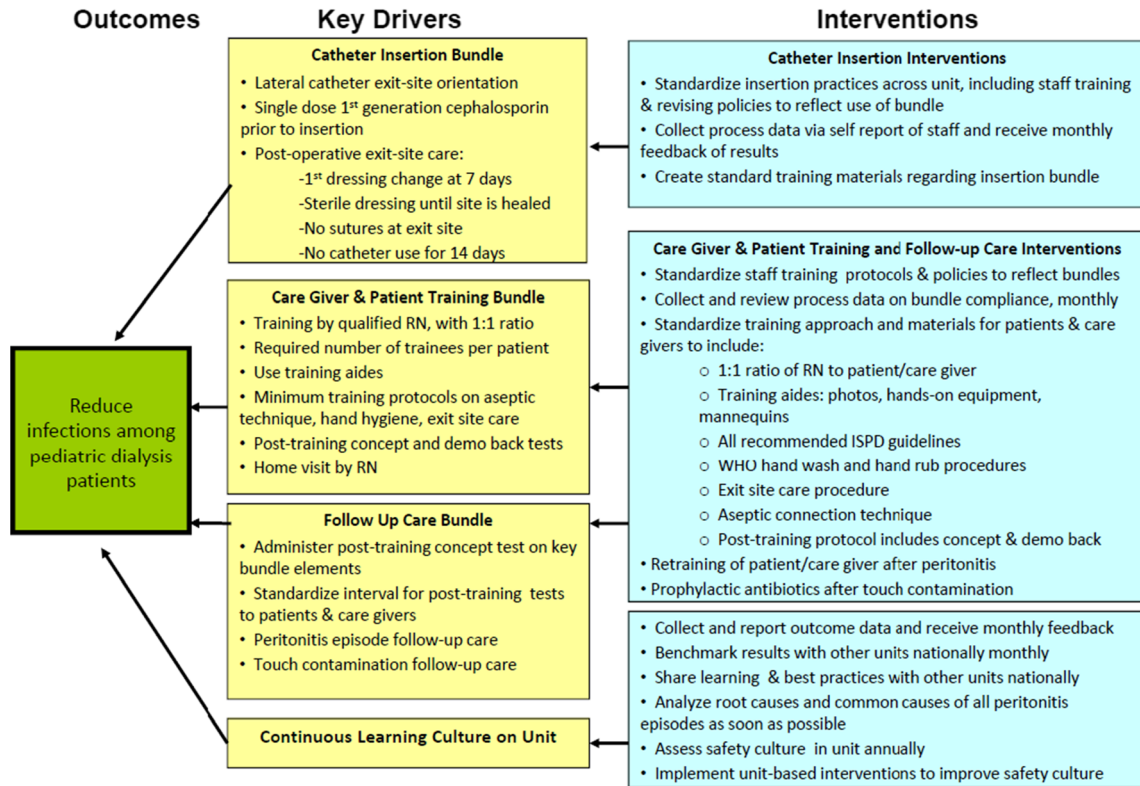 Outcomes
Key Drivers
Interventions
Reduce
infections among
pediatric dialysis
patients
Catheter Insertion Bundle
• Lateral catheter exit-site orientation
• Single dose 1st generation cephalosporin
prior to insertion
• Post-operative exit-site care:
-1st dressing change at 7 days
-Sterile dressing until site is healed
-No sutures at exit site
-No catheter use for 14 days
Care Giver & Patient Training Bundle
• Training by qualified RN, with 1:1 ratio
• Required number of trainees per patient
• Use training aides
• Minimum training protocols on aseptic
technique, hand hygiene, exit site care
• Post-training concept and demo back tests
• Home visit by RN
Follow Up Care Bundle
• Administer post-training concept test on key
bundle elements
• Standardize interval for post-training tests
to patients & care givers
• Peritonitis episode follow-up care
• Touch contamination follow-up care
Continuous Learning Culture on Unit
Catheter Insertion Interventions
• Standardize insertion practices across unit, including staff training
& revising policies to reflect use of bundle
• Collect process data via self report of staff and receive monthly
feedback of results
• Create standard training materials regarding insertion bundle
Care Giver & Patient Training and Follow-up Care Interventions
• Standardize staff training protocols & policies to reflect bundles
• Collect and review process data on bundle compliance, monthly
• Standardize training approach and materials for patients & care
givers to include:
o 1:1 ratio of RN to patient/care giver
o Training aides: photos, hands-on equipment,
mannequins
o All recommended ISPD guidelines
o WHO hand wash and hand rub procedures
o Exit site care procedure
o Aseptic connection technique
o Post-training protocol includes concept & demo back
• Retraining of patient/care giver after peritonitis
• Prophylactic antibiotics after touch contamination
• Collect and report outcome data and receive monthly feedback
• Benchmark results with other units nationally monthly
• Share learning & best practices with other units nationally
• Analyze root causes and common causes of all peritonitis
episodes as soon as possible
• Assess safety culture in unit annually
• Implement unit-based interventions to improve safety culture